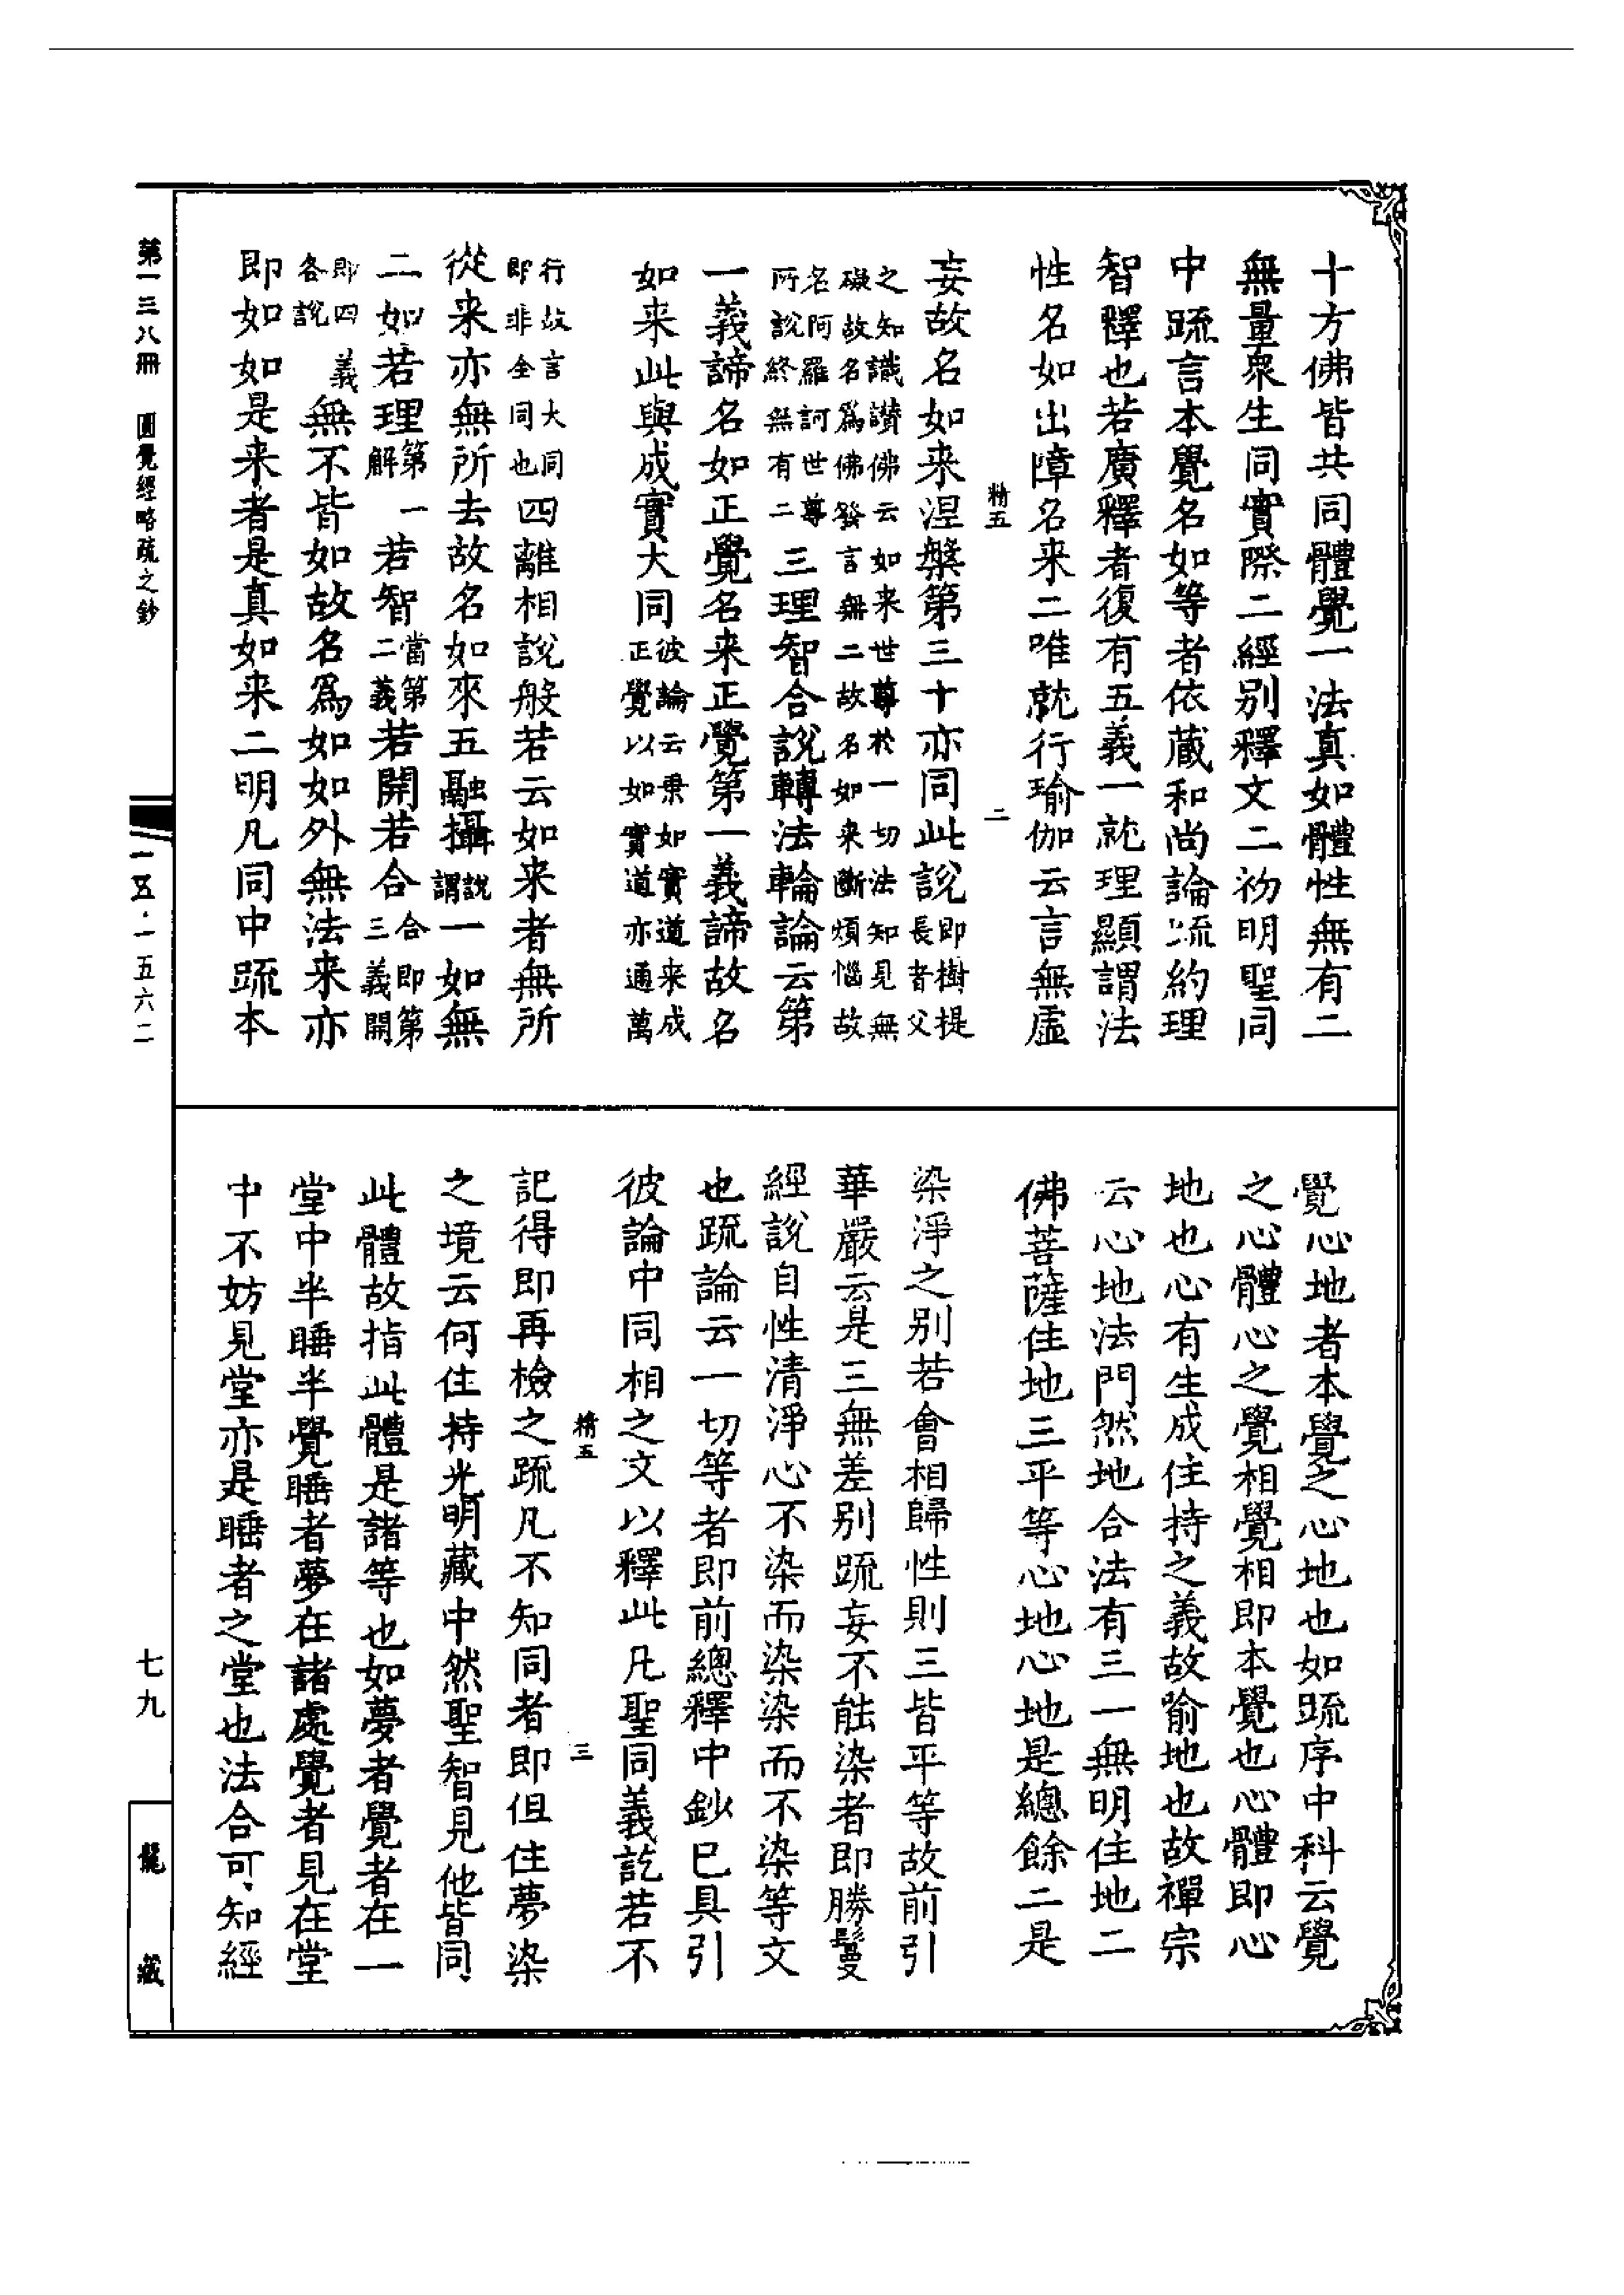 十方佛皆共同體覺一法真如體性無有二
無量衆生同實際二經別釋文二初明聖同
中䟽言本覺名如等者依藏和尚論䟽約理
智釋也若廣釋者復有五義一就理顯謂法
性名如出障名来二唯就行瑜伽云言無虛
精五
二
妄故名如来涅槃第三十亦同此說
即樹提
長者父
之知識讃佛云如来世尊於一切法知見無
礙故名爲佛發言無二故名如来斷煩惱故
名阿羅訶世尊
所說終無有二
三理智合說轉法輪論云第
一義諦名如正覺名来正覺第一義諦故名
如来此與成實大同
彼論云乗如實道来成
正覺以如實道亦通萬
行故言大同
即非全同也
四離相說般若云如来者無所
從来亦無所去故名如來五融攝
說
謂
一如無
二如若理
第一
解
若智
當第
二義
若開若合
合即第
三義開
即四義
各說
無不皆如故名爲如如外無法来亦
即如如是来者是真如来二明凡同中䟽本
覺心地者本覺之心地也如䟽序中科云覺
之心體心之覺相覺相即本覺也心體即心
地也心有生成住持之義故喻地也故禪宗
云心地法門然地合法有三一無明住地二
佛菩薩住地三平等心地心地是總餘二是
染淨之別若會相歸性則三皆平等故前引
華嚴云是三無差別䟽妄不能染者即勝鬘
經說自性清淨心不染而染染而不染等文
也䟽論云一切等者即前總釋中鈔已具引
彼論中同相之文以釋此凡聖同義訖若不
精五
三
記得即再檢之䟽凡不知同者即但住夢染
之境云何住持光明藏中然聖智見他皆同
此體故指此體是諸等也如夢者覺者在一
堂中半睡半覺睡者夢在諸處覺者見在堂
中不妨見堂亦是睡者之堂也法合可知經
第一三八冊　圓覺經略疏之鈔
一五・一五六二
七九
龍藏